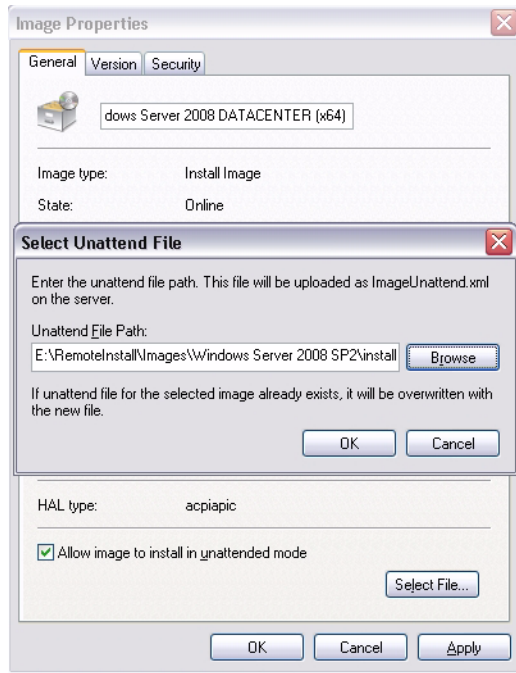 Image Properties
General Version Security
dows Server 2008 DATACENTER (x64)
Image type: Install Image
State: Online
Select Unattend File
Enter the unattend file path. This file will be uploaded as ImageUnattend.xml
on the server.
Unattend File Path:
E:\RemoteInstall\Images\Windows Server 2008 SP2\install
Browse
If unattend file for the selected image already exists, it will be overwritten with
the new file.
OK Cancel
HAL type: acpiapic
Allow image to install in unattended mode
Select File...
OK Cancel Apply